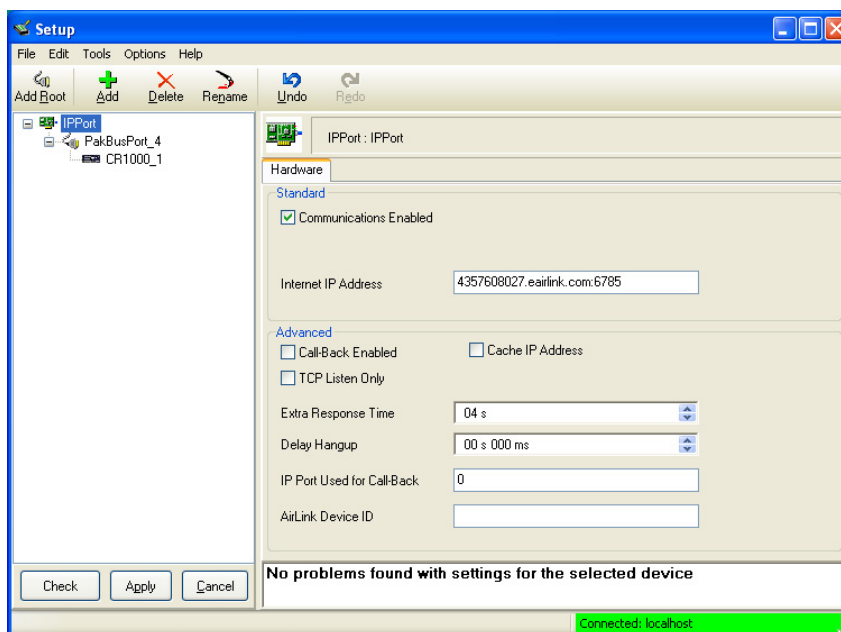 Setup
File Edit Tools Options Help
Add Root Add Delete Rename Undo Redo
IPPort
PakBusPort_4
CR1000_1
IPPort : IPPort
Hardware
Standard
Communications Enabled
Internet IP Address 4357608027.eairlink.com:6785
Advanced
Call-Back Enabled Cache IP Address
TCP Listen Only
Extra Response Time 04 s
Delay Hangup 00 s 000 ms
IP Port Used for Call-Back 0
AirLink Device ID
Check Apply Cancel
No problems found with settings for the selected device
Connected: localhost